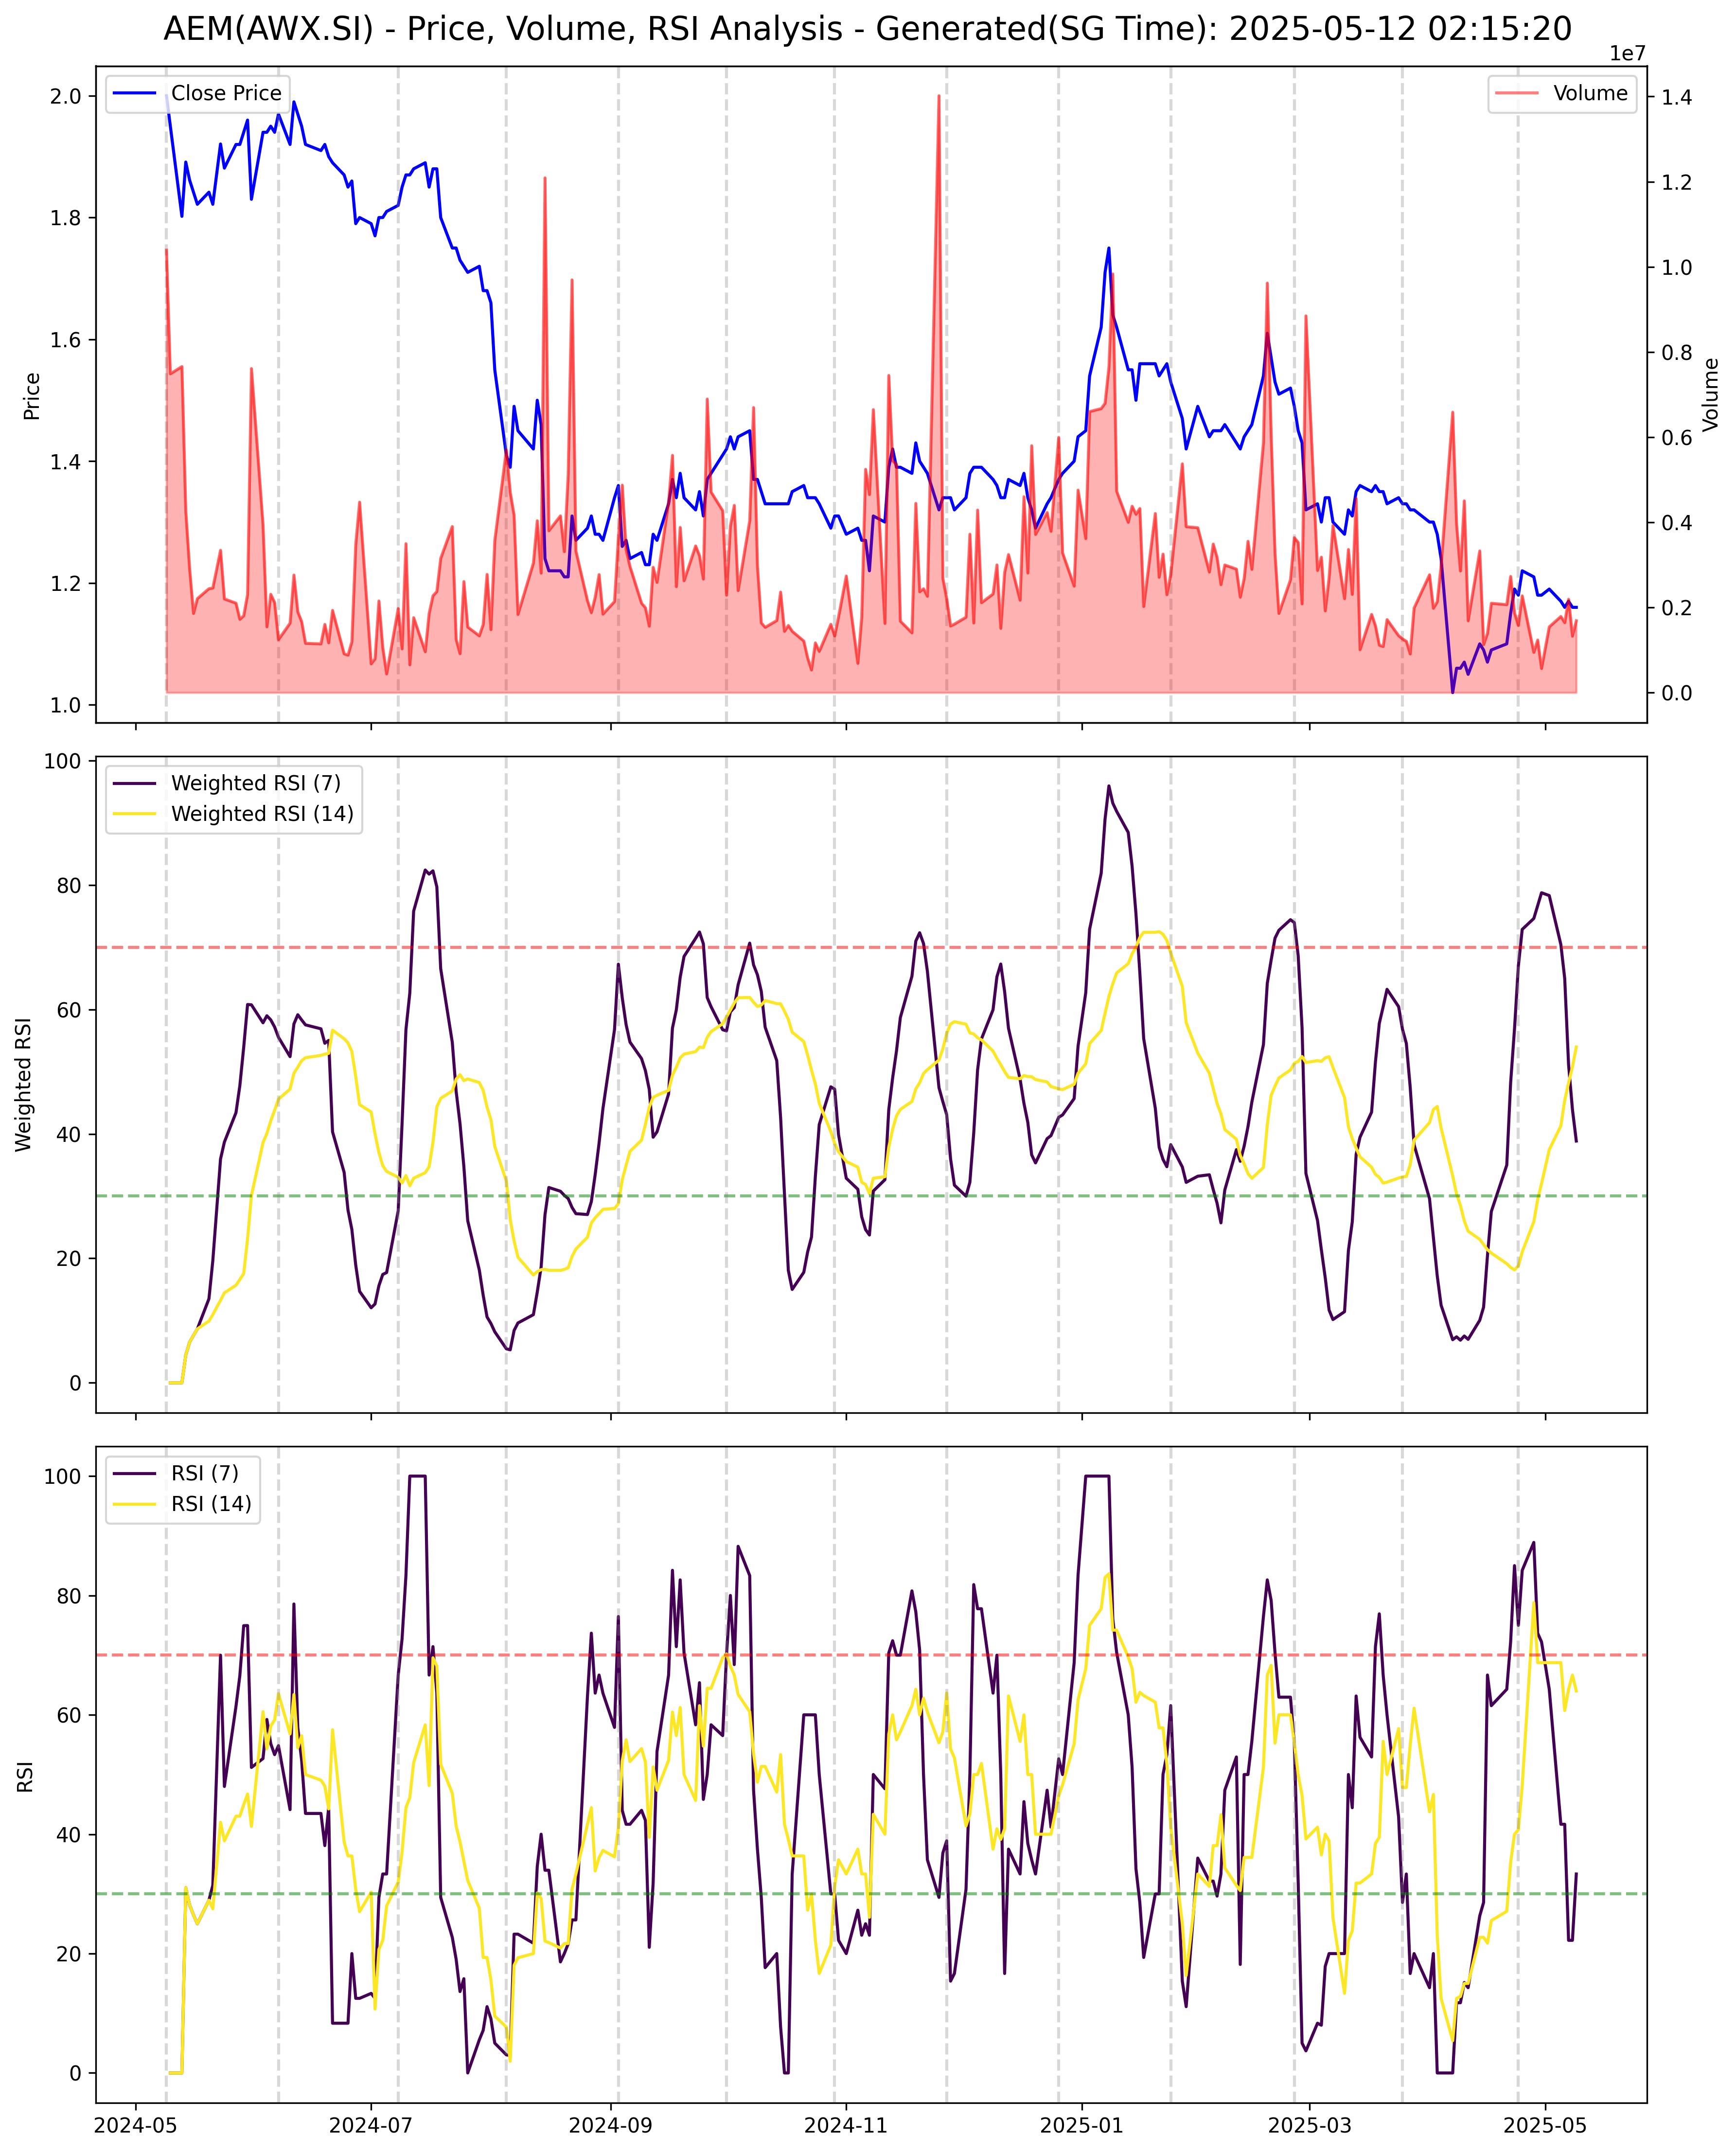 AEM(AWX.SI) - Price, Volume, RSI Analysis - Generated(SG Time): 2025-05-12 02:15:20
1e7
Close Price
Volume
2.0
1.8
1.6
1.4
1.2
1.0
Price
1.4
1.2
1.0
0.8
0.6
0.4
0.2
0.0
Volume
Weighted RSI (7)
Weighted RSI (14)
100
80
60
40
20
0
Weighted RSI
RSI (7)
RSI (14)
100
80
60
40
20
0
RSI
2024-05 2024-07 2024-09 2024-11 2025-01 2025-03 2025-05